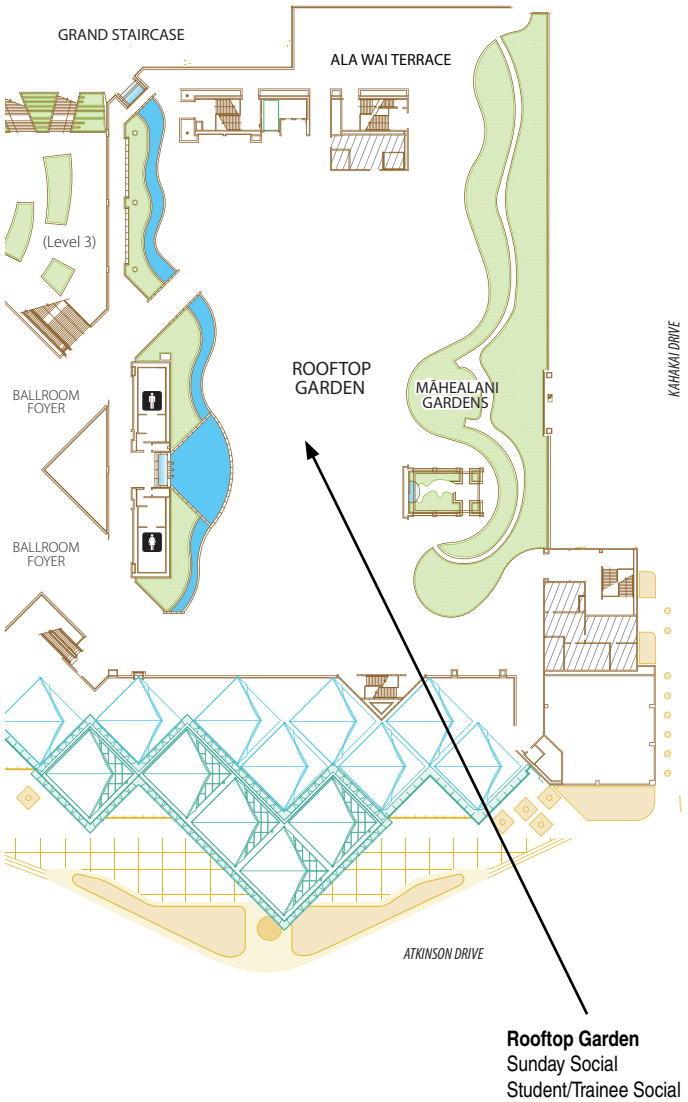 GRAND STAIRCASE
ALA WAI TERRACE
(Level 3)
ROOFTOP
GARDEN
MĀHEALANI
GARDENS
KAHAKAI DRIVE
BALLROOM
FOYER
BALLROOM
FOYER
ATKINSON DRIVE
Rooftop Garden
Sunday Social
Student/Trainee Social